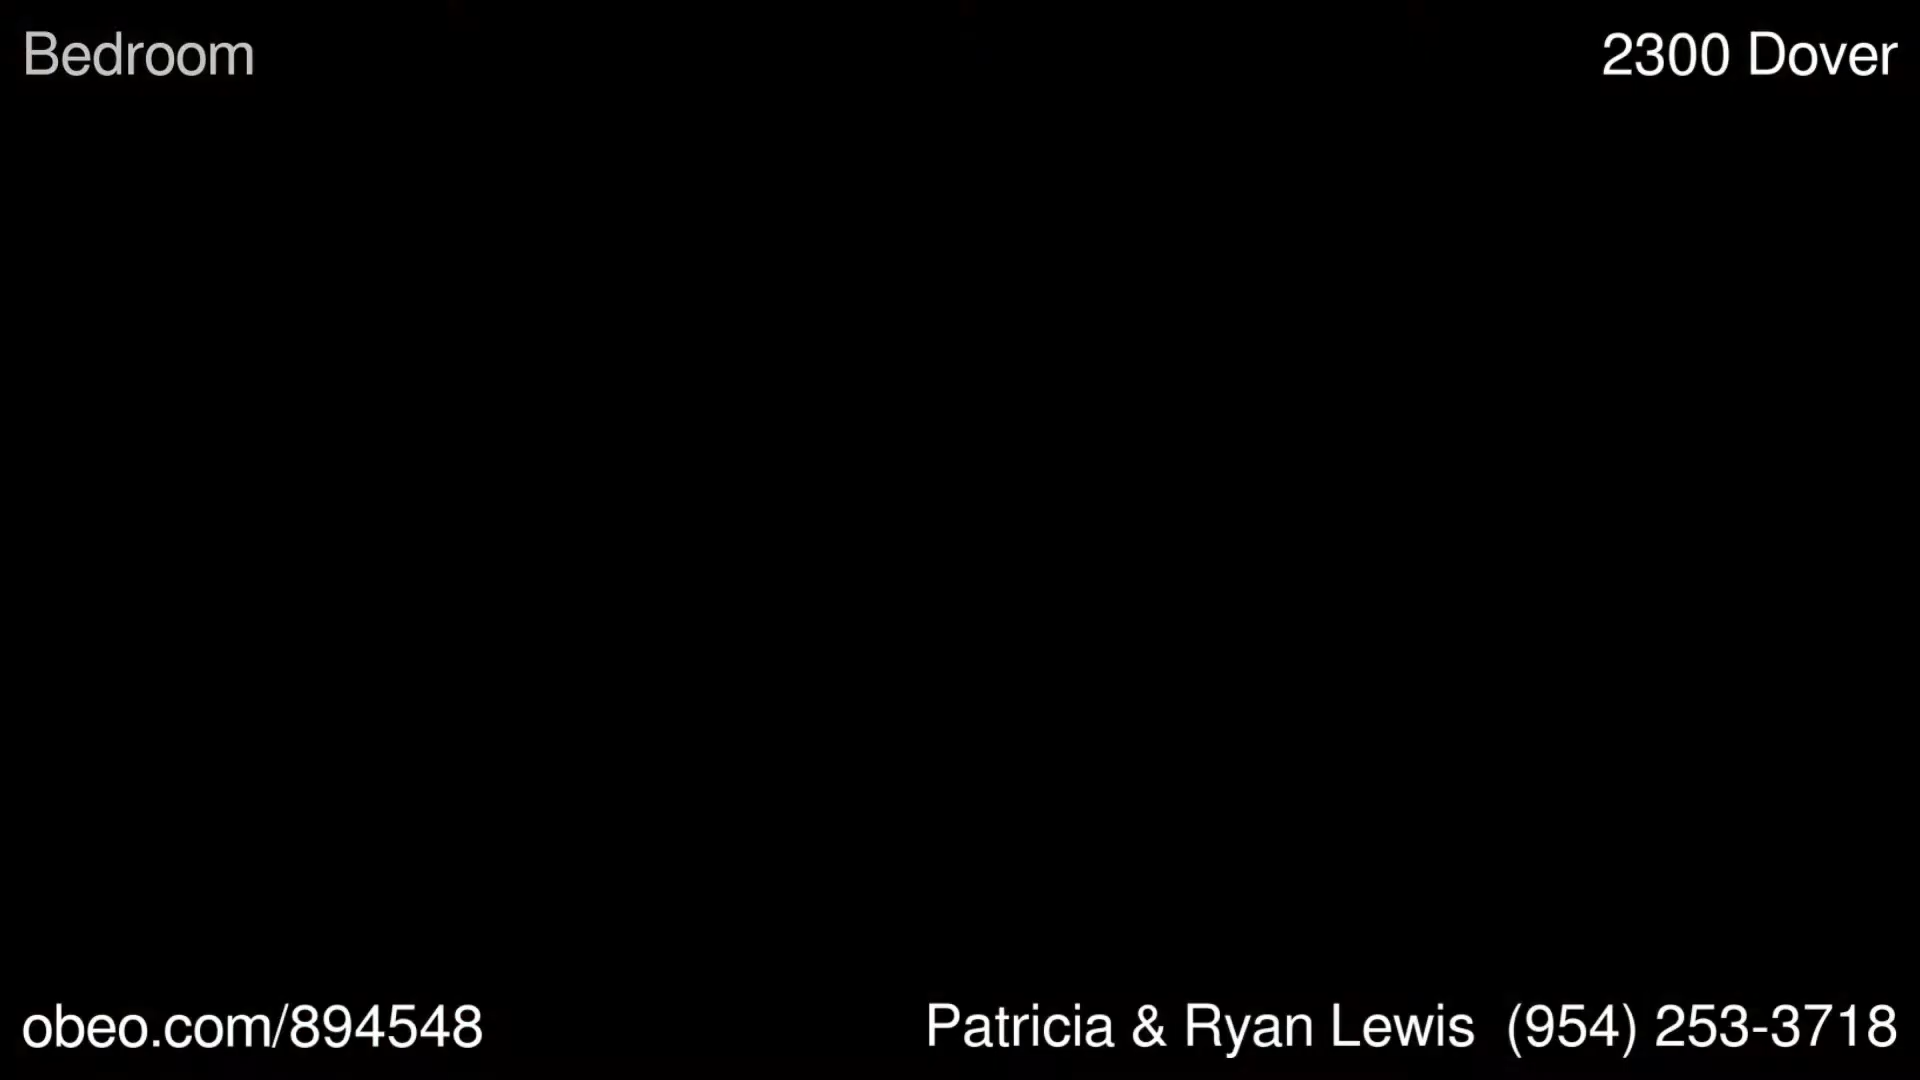 Bedroom
2300 Dover
obeo.com/894548
Patricia & Ryan Lewis (954) 253-3718